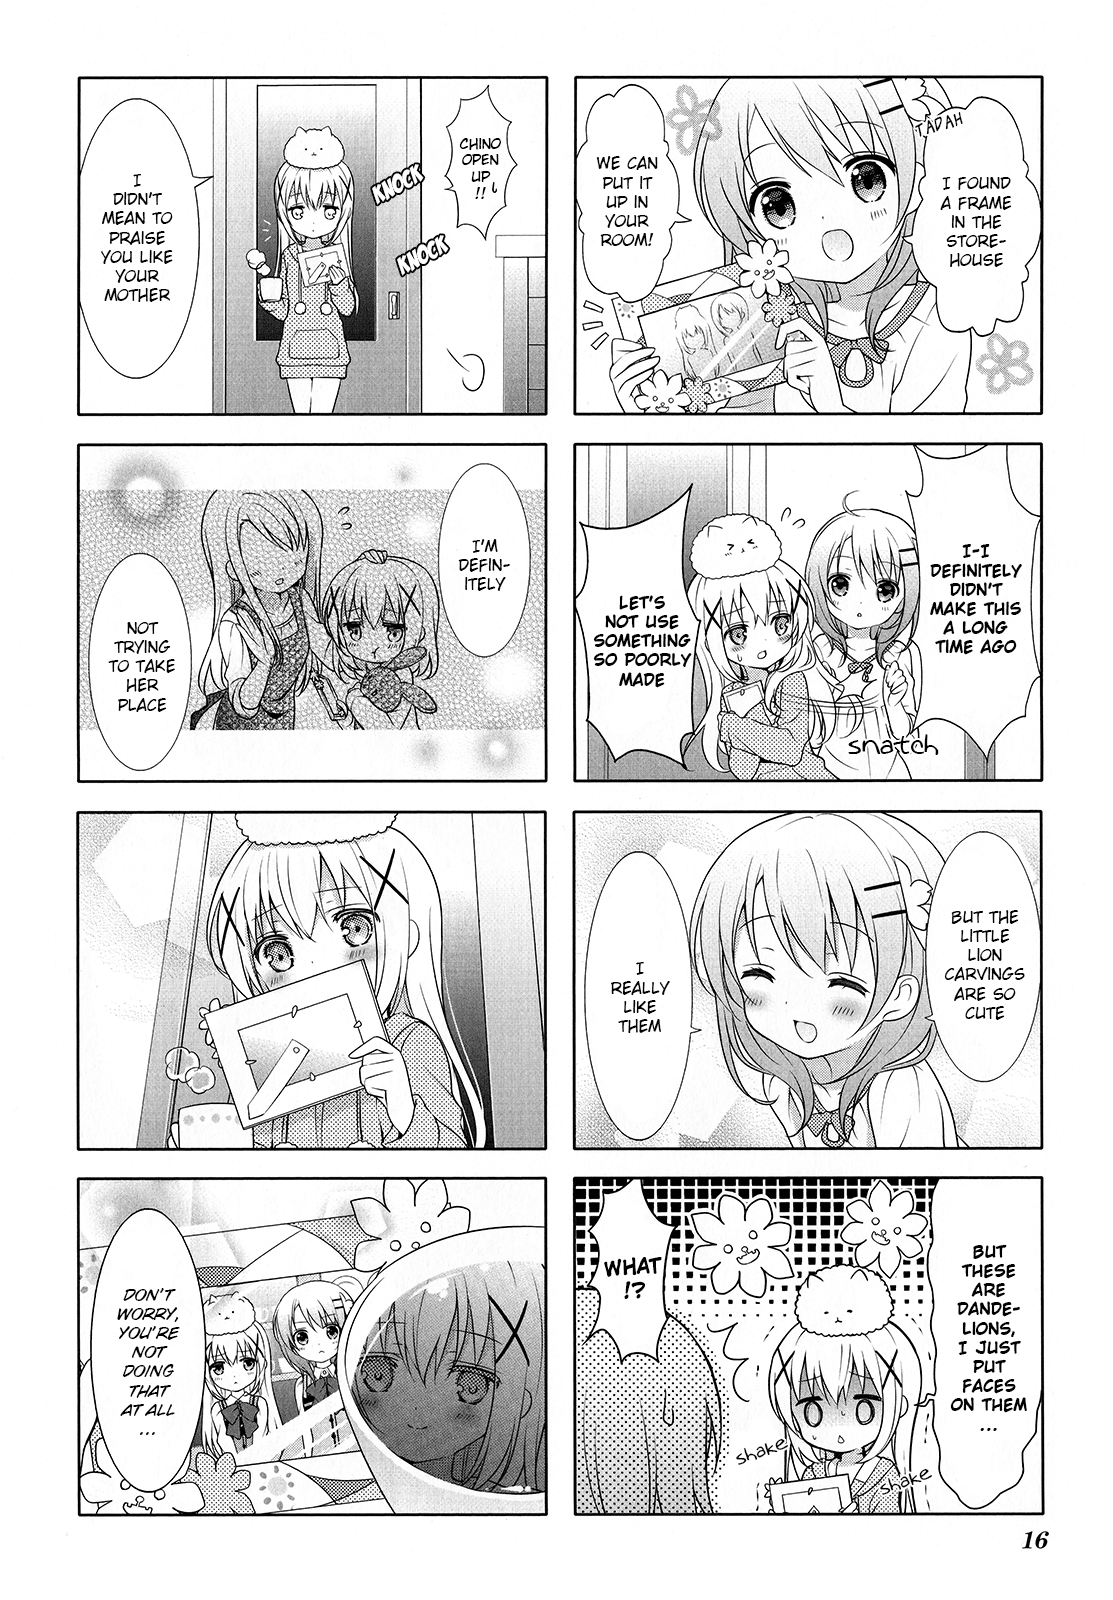 TADAH
I FOUND
A FRAME
IN THE
STORE-
HOUSE
WE CAN
PUT IT
UP IN
YOUR
ROOM!
I-I
DEFINITELY
DIDN'T
MAKE THIS
A LONG
TIME AGO
LET'S
NOT USE
SOMETHING
SO POORLY
MADE
snatch
BUT THE
LITTLE
LION
CARVINGS
ARE SO
CUTE
I
REALLY
LIKE
THEM
BUT
THESE
ARE
DANDE-
LIONS,
I JUST
PUT
FACES
ON THEM
...
WHAT
!?
shake
shake
CHINO
OPEN
UP
!!
KNOCK
KNOCK
I
DIDN'T
MEAN TO
PRAISE
YOU LIKE
YOUR
MOTHER
I'M
DEFIN-
ITELY
NOT
TRYING
TO TAKE
HER
PLACE
DON'T
WORRY,
YOU'RE
NOT
DOING
THAT
AT ALL
...
16